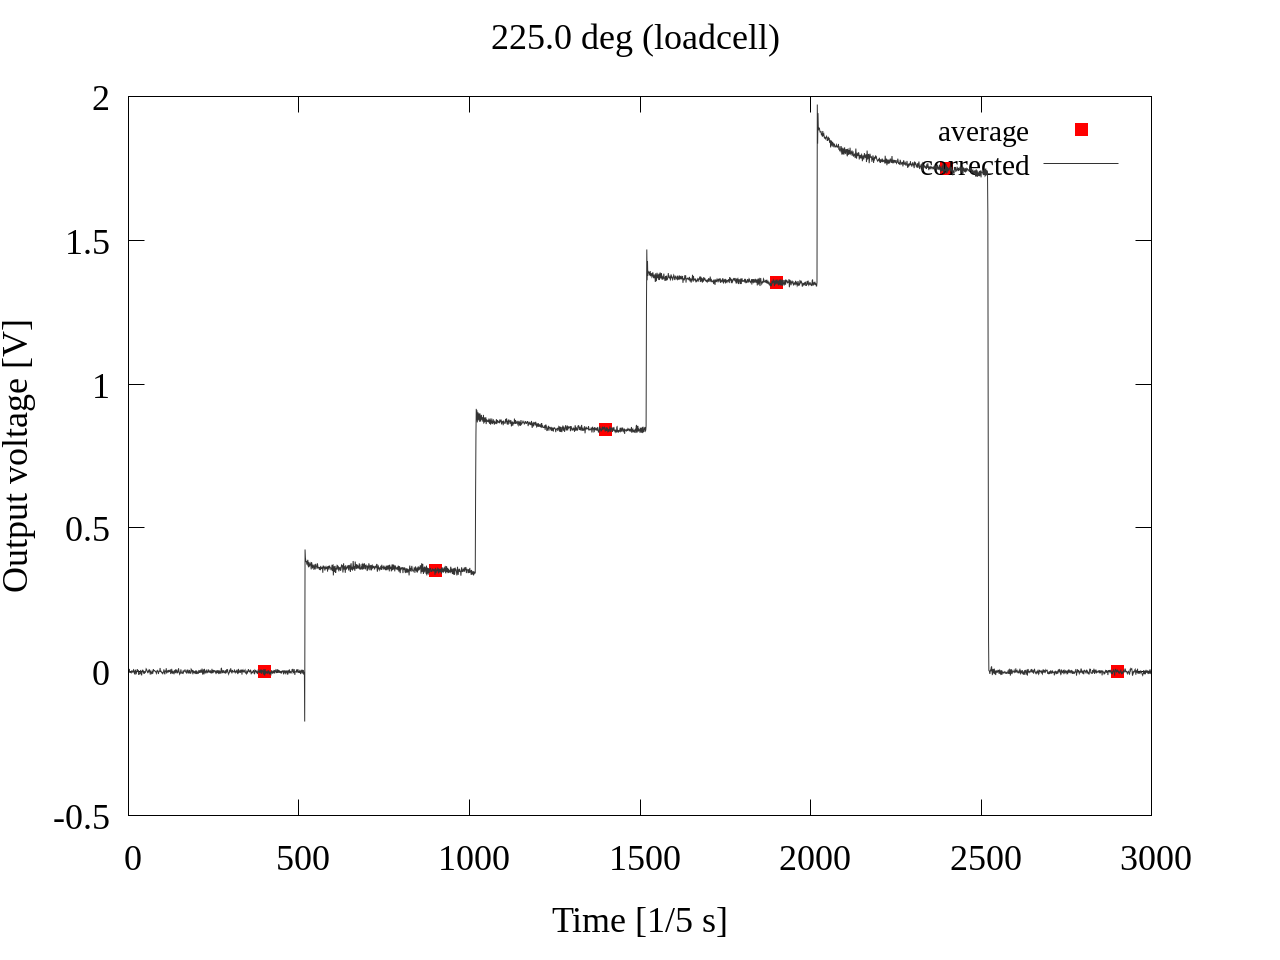 225.0 deg (loadcell)
average
corrected
2
1.5
1
0.5
0
-0.5
Output voltage [V]
0 500 1000 1500 2000 2500 3000
Time [1/5 s]